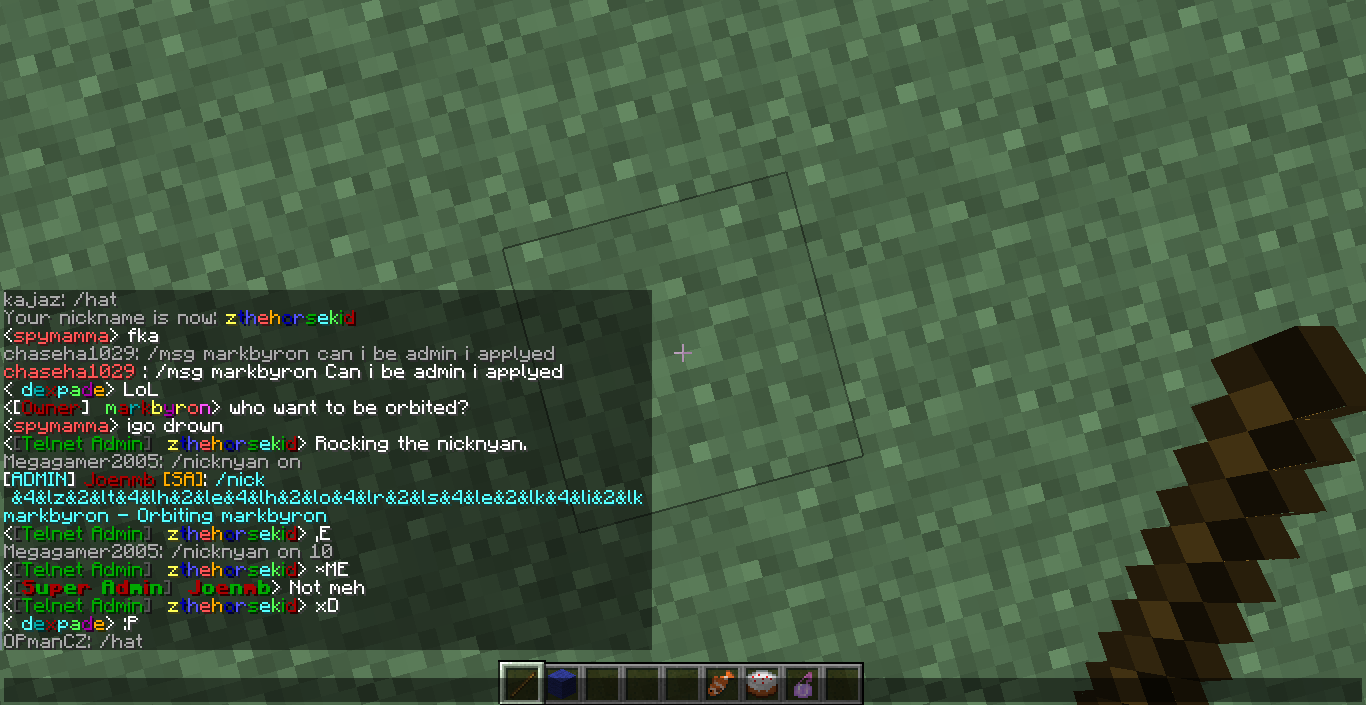 kajaz: /hat
Your nickname is now: zthehorsekid
<spymamma> fka
chaseha1029: /msg markbyron can i be admin i applyed
chaseha1029 : /msg markbyron Can i be admin i applyed
< dexpade> LoL
<[Owner] markbyron> who want to be orbited?
<spymamma> igo drown
<[Telnet Admin] zthehorsekid> Rocking the nicknyan.
Megagamer2005: /nicknyan on
[ADMIN] Joenmb [SA]: /nick
&4&lz&2&lt&4&lh&2&le&4&lh&2&lo&4&lr&2&ls&4&le&2&lk&4&li&2&lk
markbyron - Orbiting markbyron
<[Telnet Admin] zthehorsekid> ,E
Megagamer2005: /nicknyan on 10
<[Telnet Admin] zthehorsekid> *ME
<[Super Admin] Joenmb> Not meh
<[Telnet Admin] zthehorsekid> xD
< dexpade> :P
OPmanCZ: /hat